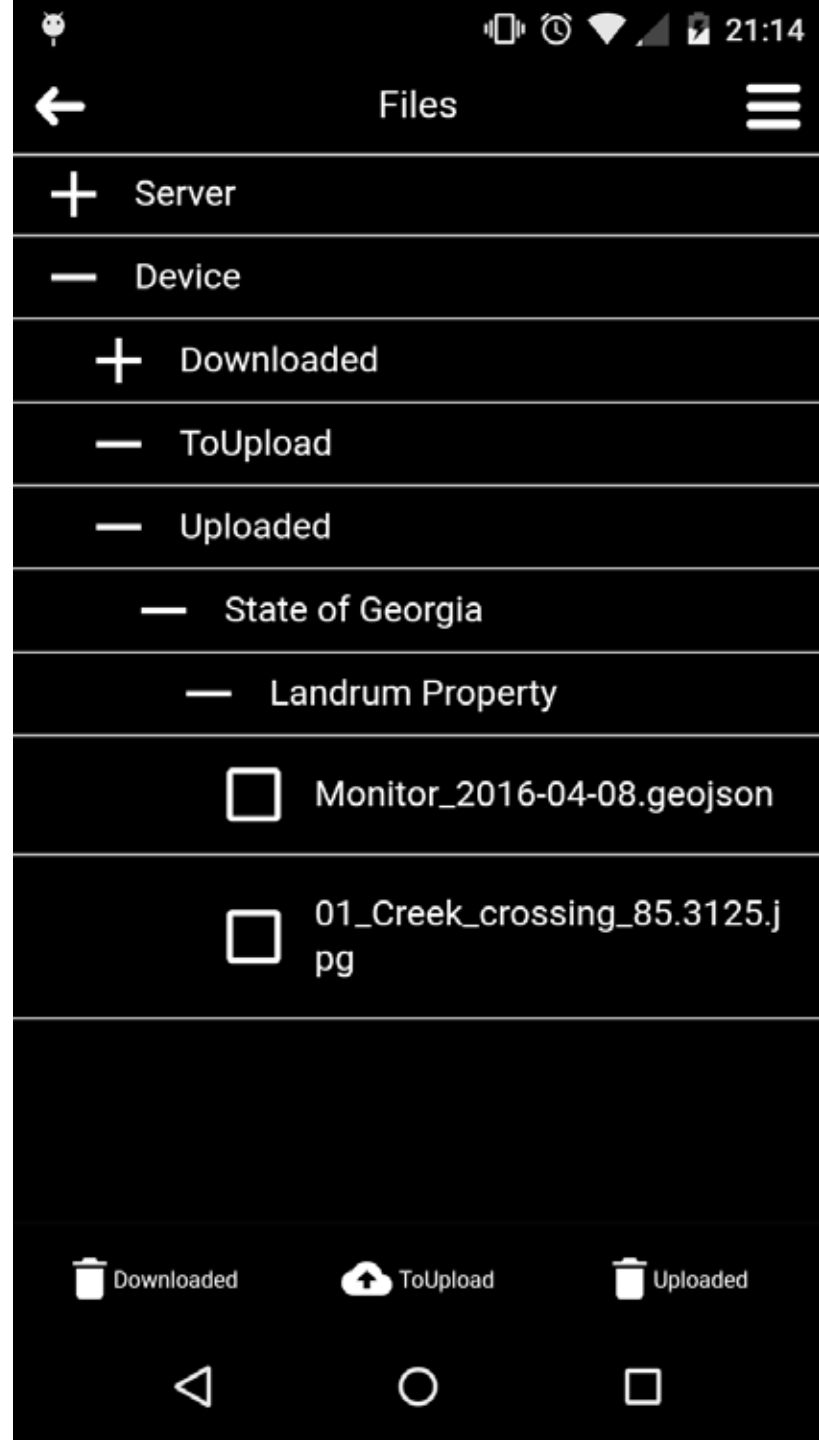 21:14
Files
Server
Device
Downloaded
ToUpload
Uploaded
State of Georgia
Landrum Property
Monitor_2016-04-08.geojson
01_Creek_crossing_85.3125.j
pg
Downloaded ToUpload Uploaded